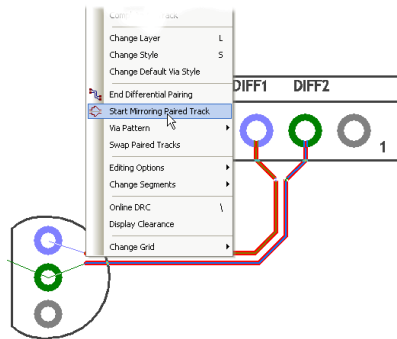 Change Layer L
Change Style S
Change Default Via Style
End Differential Pairing
Start Mirroring Paired Track
Via Pattern
Swap Paired Tracks
Editing Options
Change Segments
Online DRC \
Display Clearance
Change Grid
DIFF1 DIFF2
1